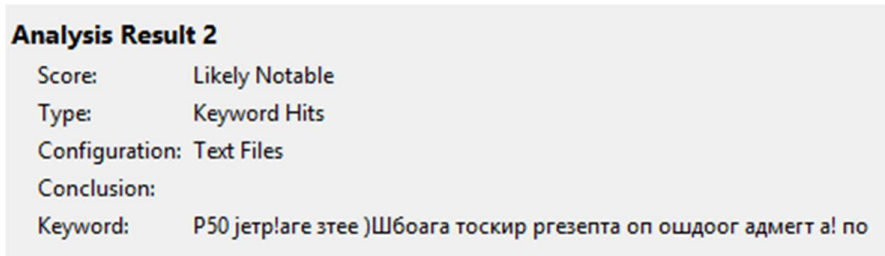 Analysis Result 2
Score: Likely Notable
Type: Keyword Hits
Configuration: Text Files
Conclusion:
Keyword: P50 јетр!аге зтее )Шбоага тоскир ргезепта оп ошдоог адмегт а! по